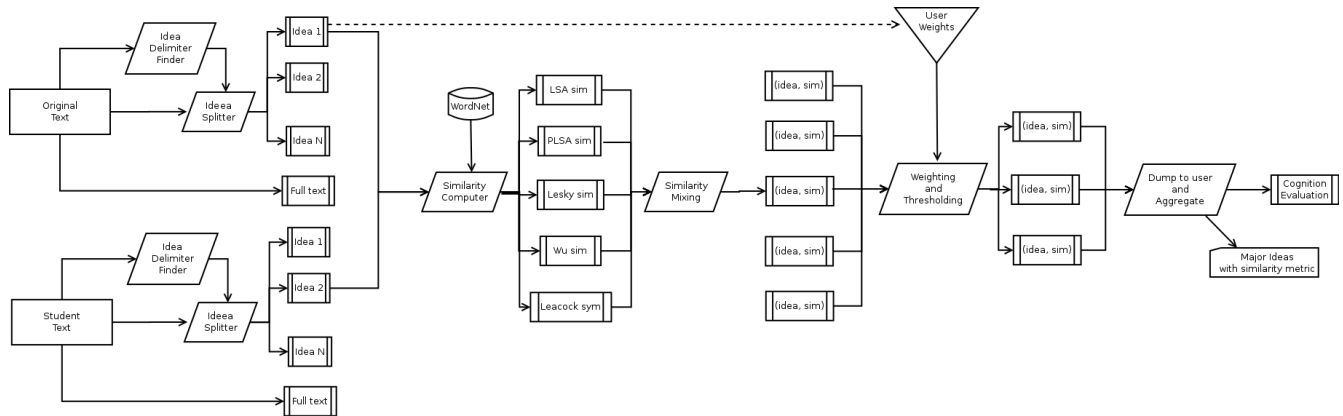 Idea
Delimiter
Finder
Original
Text
Ideea
Splitter
Idea 1
Idea 2
Idea N
Full text
Idea
Delimiter
Finder
Student
Text
Ideea
Splitter
Idea 1
Idea 2
Idea N
Full text
WordNet
Similarity
Computer
LSA sim
PLSA sim
Lesky sim
Wu sim
Leacock sym
Similarity
Mixing
(idea, sim)
(idea, sim)
(idea, sim)
(idea, sim)
(idea, sim)
User
Weights
Weighting
and
Thresholding
(idea, sim)
(idea, sim)
(idea, sim)
Dump to user
and
Aggregate
Cognition
Evaluation
Major Ideas
with similarity metric